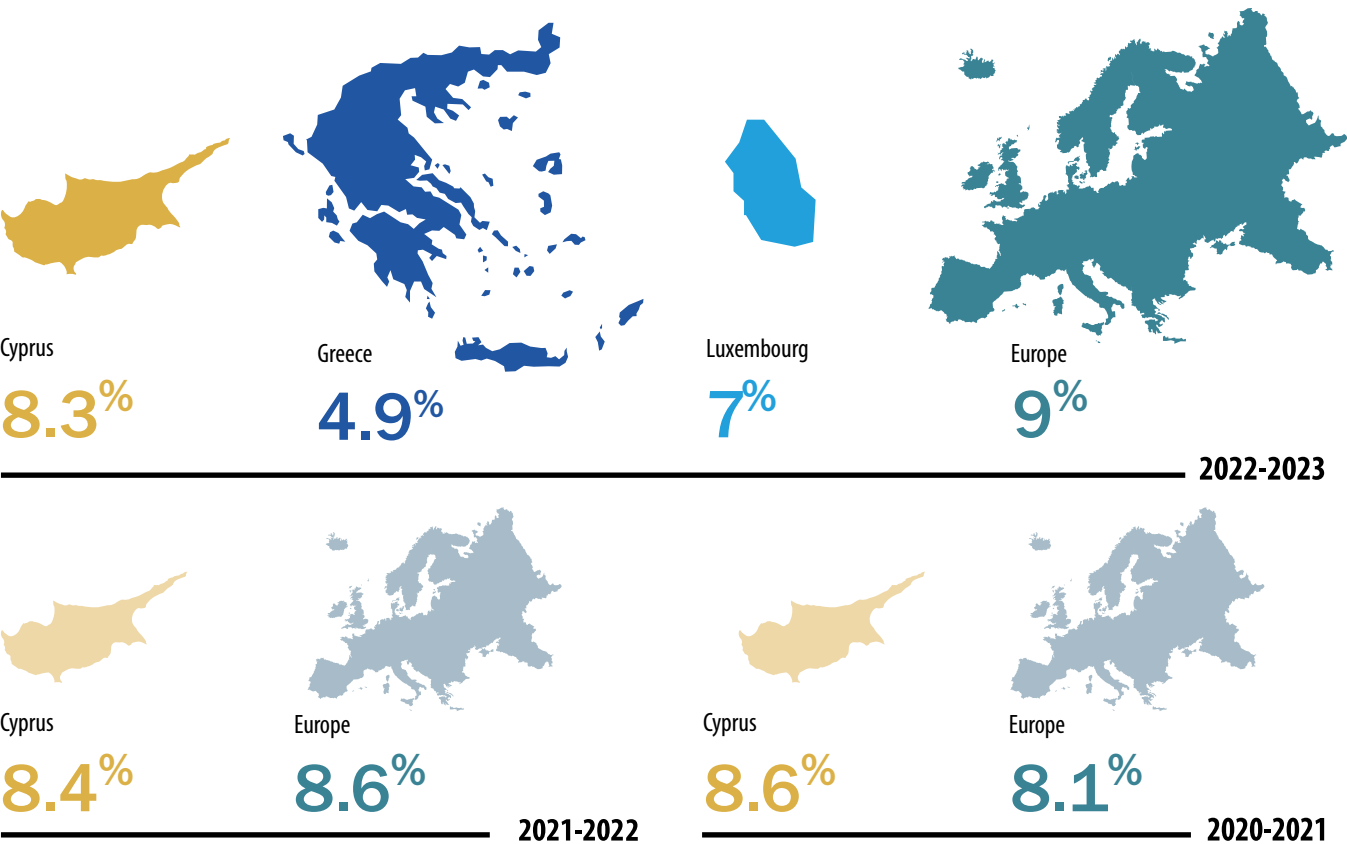 Cyprus
8.3%
Greece
4.9%
Luxembourg
7%
Europe
9%
2022-2023
Cyprus
8.4%
Europe
8.6%
2021-2022
Cyprus
8.6%
Europe
8.1%
2020-2021